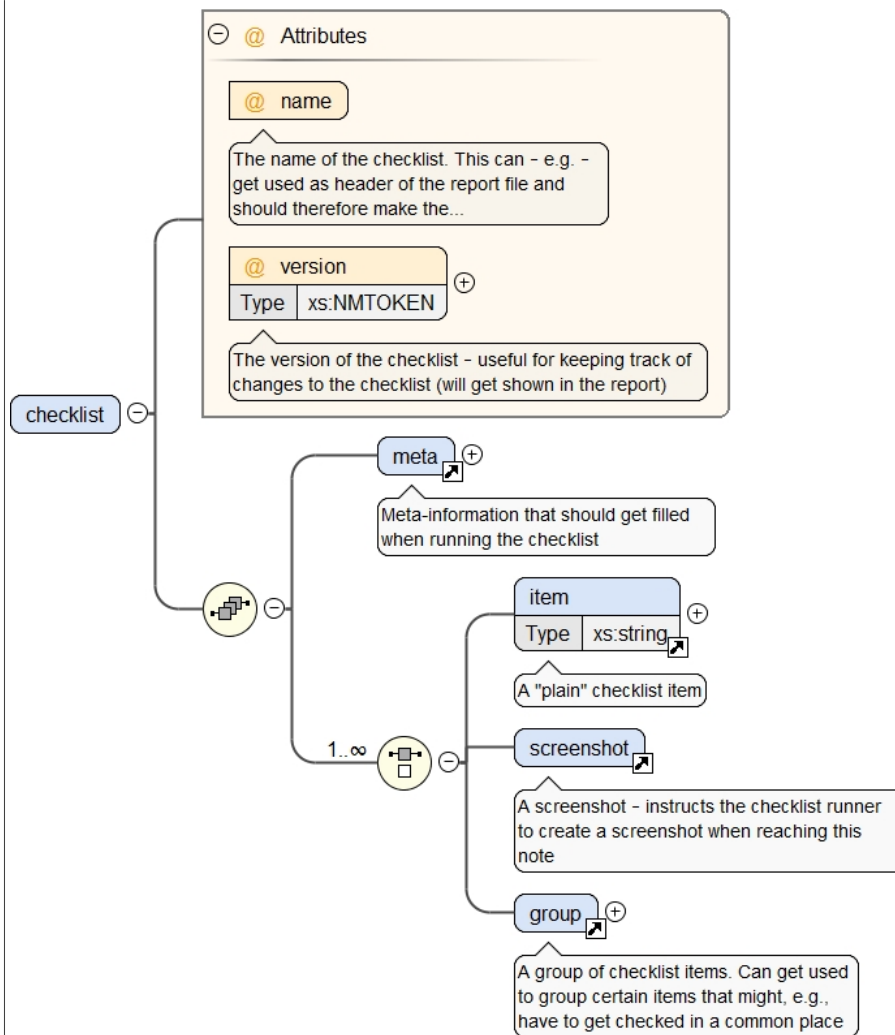 @ Attributes
@ name
The name of the checklist. This can - e.g. -
get used as header of the report file and
should therefore make the...
@ version
Type xs:NMTOKEN
The version of the checklist - useful for keeping track of
changes to the checklist (will get shown in the report)
checklist
meta
Meta-information that should get filled
when running the checklist
item
Type xs:string
A "plain" checklist item
1..∞
screenshot
A screenshot - instructs the checklist runner
to create a screenshot when reaching this
note
group
A group of checklist items. Can get used
to group certain items that might, e.g.,
have to get checked in a common place